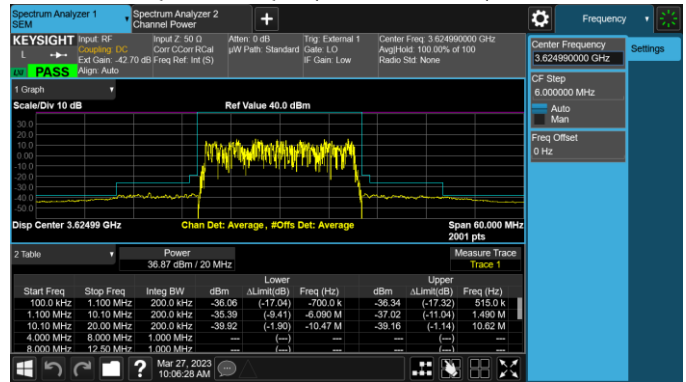 Spectrum Analyzer 1
SEM
Spectrum Analyzer 2
Channel Power
Frequency
KEYSIGHT Input: RF Input Z: 50 Ω Atten: 0 dB Trig: External 1 Center Freq: 3.624990000 GHz
L Coupling: DC Corr CCorr RCal µW Path: Standard Gate: LO Avg|Hold: 100.00% of 100
Ext Gain: -42.70 dB Freq Ref: Int (S) IF Gain: Low Radio Std: None
PASS Align: Auto
Center Frequency
3.624990000 GHz
Settings
CF Step
6.000000 MHz
Auto
Man
Freq Offset
0 Hz
1 Graph
Scale/Div 10 dB Ref Value 40.0 dBm
30.0
20.0
10.0
0.00
-10.0
-20.0
-30.0
-40.0
-50.0
Disp Center 3.62499 GHz Chan Det: Average, #Offs Det: Average Span 60.000 MHz
2001 pts
2 Table Power Measure Trace
36.87 dBm / 20 MHz Trace 1
Lower Upper
Start Freq Stop Freq Integ BW dBm ΔLimit(dB) Freq (Hz) dBm ΔLimit(dB) Freq (Hz)
100.0 kHz 1.100 MHz 200.0 kHz -36.06 (-17.04) -700.0 k -36.34 (-17.32) 515.0 k
1.100 MHz 10.10 MHz 200.0 kHz -35.39 (-9.41) -6.090 M -37.02 (-11.04) 1.490 M
10.10 MHz 20.00 MHz 200.0 kHz -39.92 (-1.90) -10.47 M -39.16 (-1.14) 10.62 M
4.000 MHz 8.000 MHz 1.000 MHz --- (---) --- (---)
8.000 MHz 12.50 MHz 1.000 MHz --- (---) --- (---)
? Mar 27, 2023
10:06:28 AM